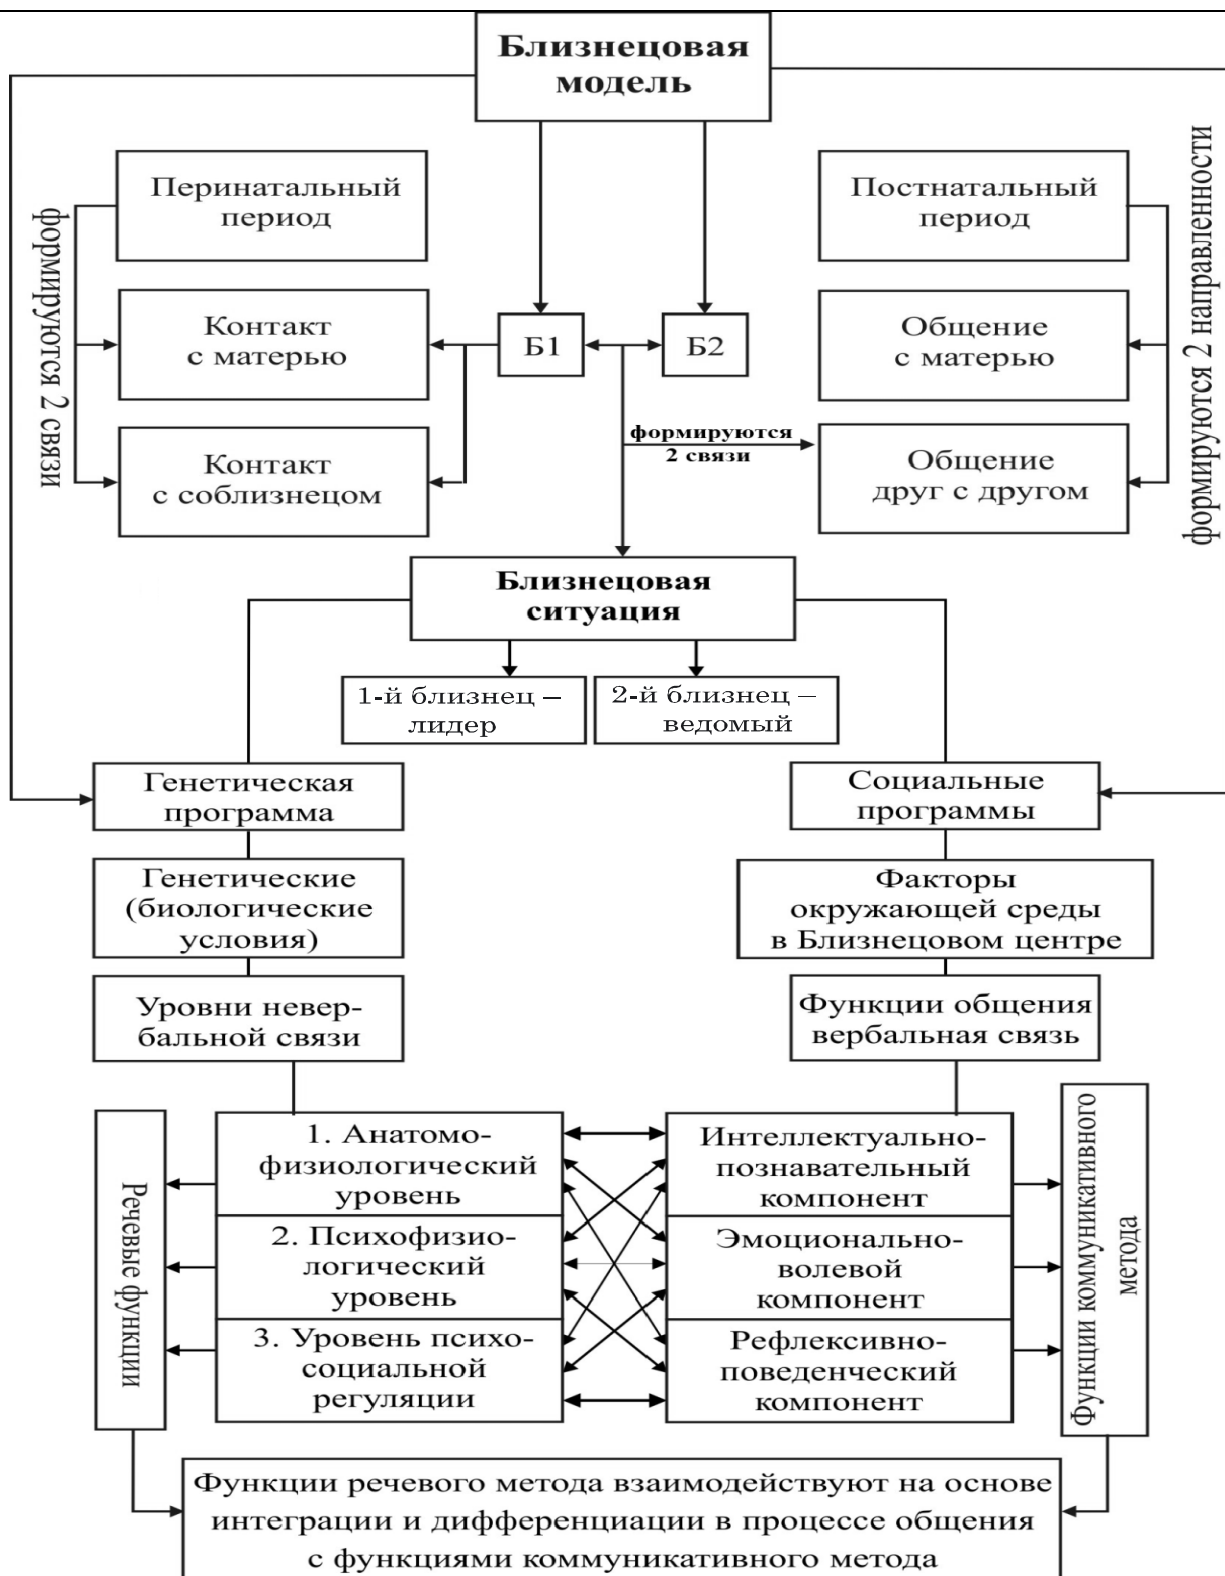 Близнецовая
модель
Перинатальный
период
Постнатальный
период
формируются 2 связи
формируются 2 направленности
Контакт
с матерью
Б1
Б2
Общение
с матерью
формируются
2 связи
Контакт
с соблизнецом
Общение
друг с другом
Близнецовая
ситуация
1-й близнец –
лидер
2-й близнец –
ведомый
Генетическая
программа
Социальные
программы
Генетические
(биологические
условия)
Факторы
окружающей среды
в Близнецовом центре
Уровни невер-
бальной связи
Функции общения
вербальная связь
Речевые функции
1. Анатомо-
физиологический
уровень
2. Психофизио-
логический
уровень
3. Уровень психо-
социальной
регуляции
Интеллектуально-
познавательный
компонент
Эмоционально-
волевой
компонент
Рефлексивно-
поведенческий
компонент
Функции коммуникативного
метода
Функции речевого метода взаимодействуют на основе
интеграции и дифференциации в процессе общения
с функциями коммуникативного метода